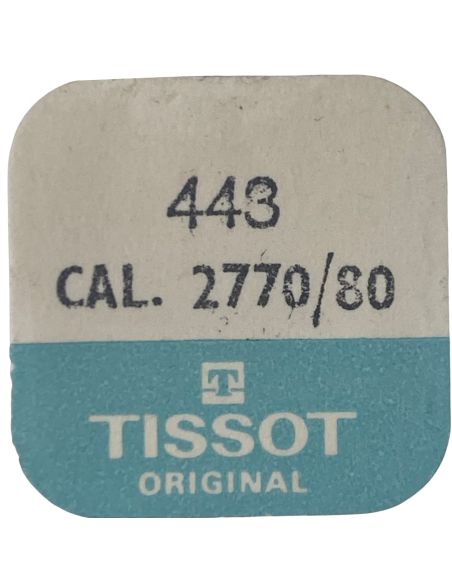 443
CAL. 2770/80
T
TISSOT
ORIGINAL